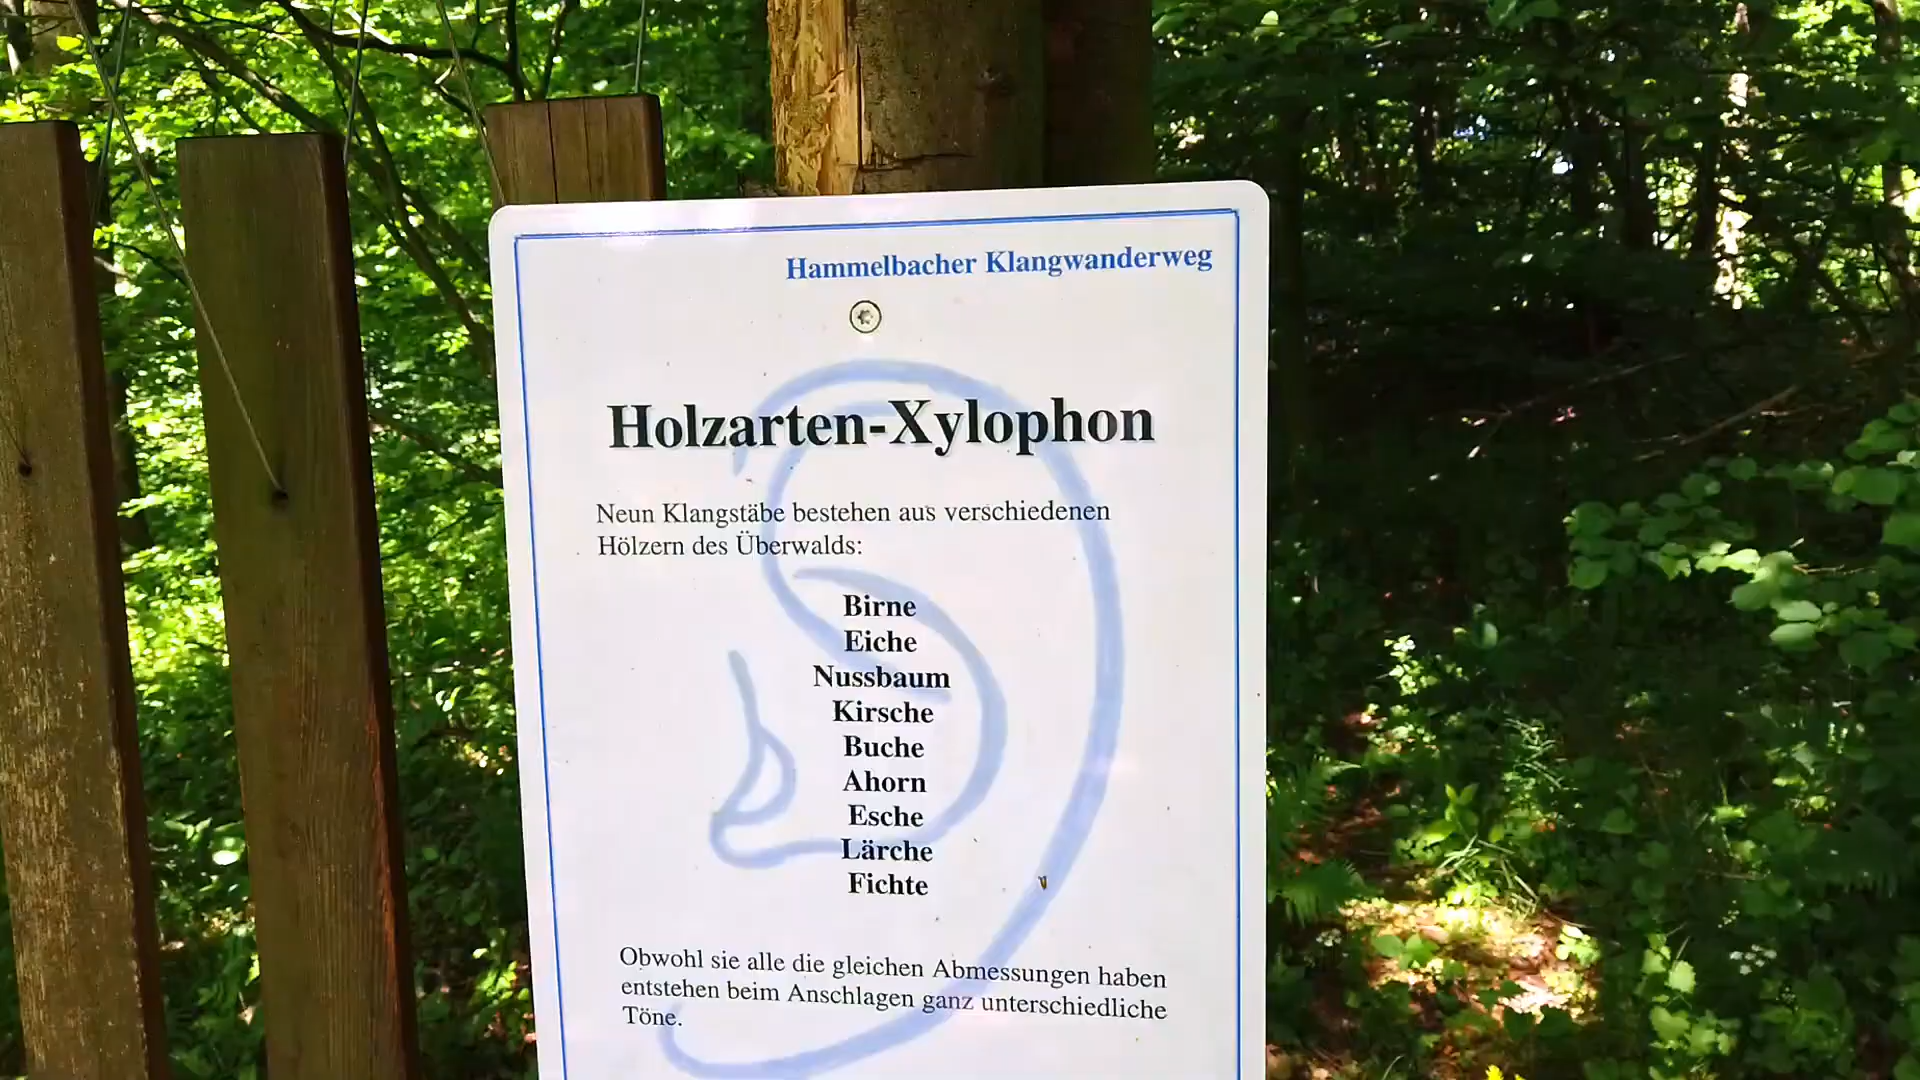 Hammelbacher Klangwanderweg
Holzarten-Xylophon
Neun Klangstäbe bestehen aus verschiedenen
Hölzern des Überwalds:
Birne
Eiche
Nussbaum
Kirsche
Buche
Ahorn
Esche
Lärche
Fichte
Obwohl sie alle die gleichen Abmessungen haben
entstehen beim Anschlagen ganz unterschiedliche
Töne.